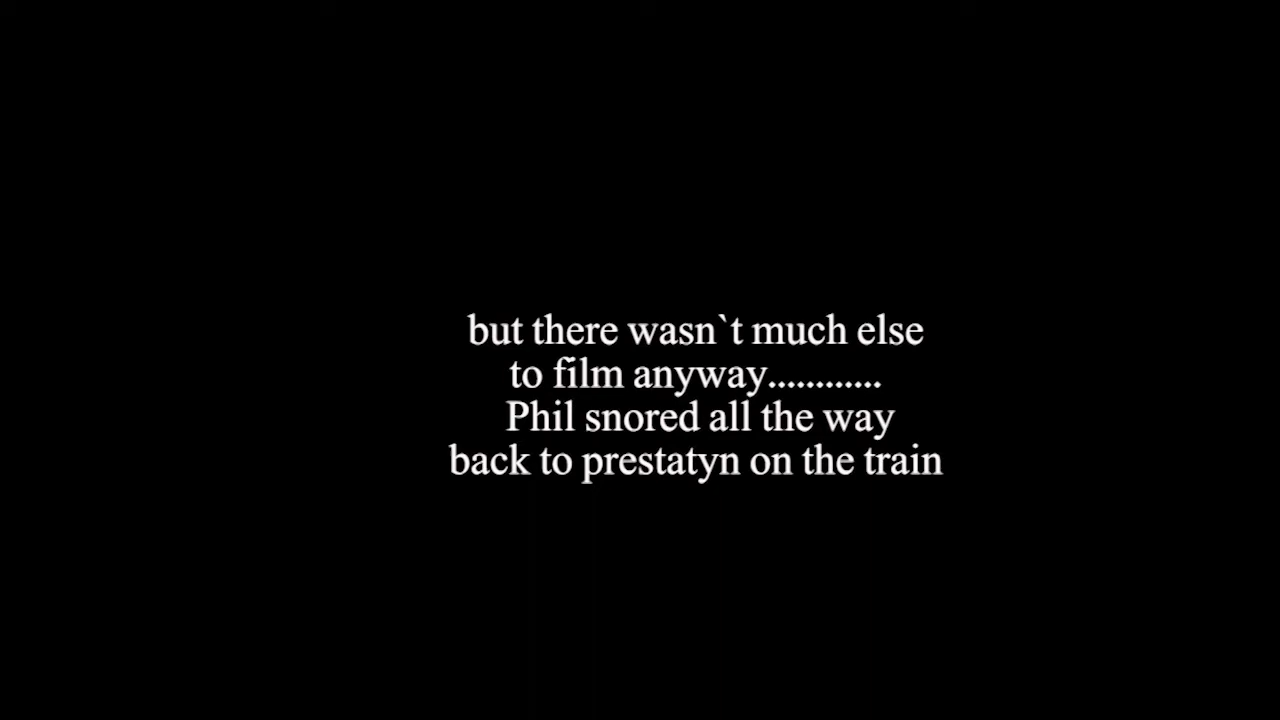 but there wasn`t much else
to film anyway............
Phil snored all the way
back to prestatyn on the train